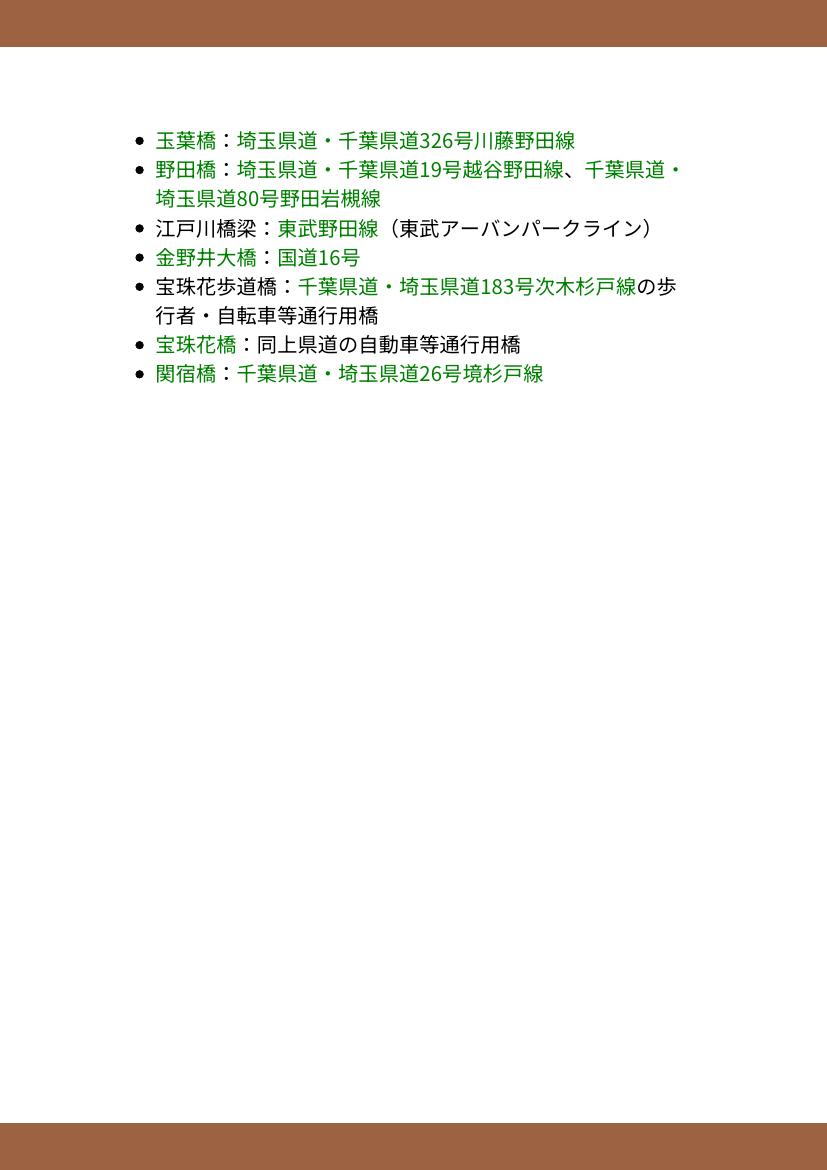 • 玉葉橋：埼玉県道・千葉県道326号川藤野田線
• 野田橋：埼玉県道・千葉県道19号越谷野田線、千葉県道・
埼玉県道80号野田岩槻線
• 江戸川橋梁：東武野田線（東武アーバンパークライン）
• 金野井大橋：国道16号
• 宝珠花歩道橋：千葉県道・埼玉県道183号次木杉戸線の歩
行者・自転車等通行用橋
• 宝珠花橋：同上県道の自動車等通行用橋
• 関宿橋：千葉県道・埼玉県道26号境杉戸線